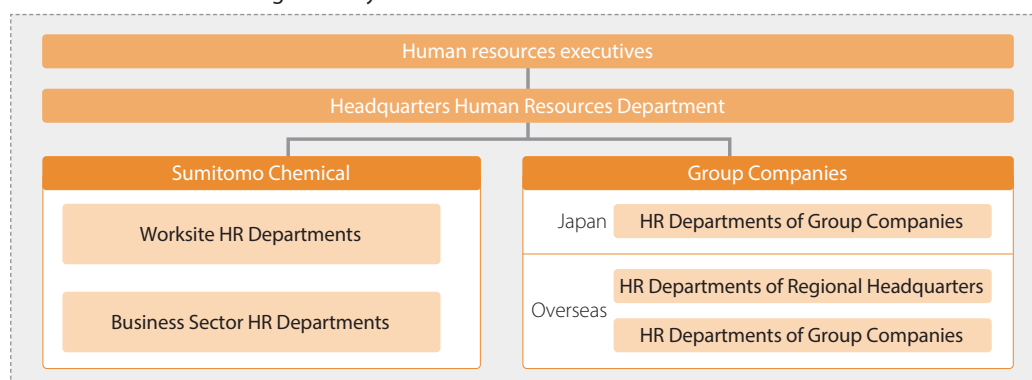 Human resources executives
Headquarters Human Resources Department
Sumitomo Chemical
Worksite HR Departments
Business Sector HR Departments
Group Companies
Japan
HR Departments of Group Companies
Overseas
HR Departments of Regional Headquarters
HR Departments of Group Companies